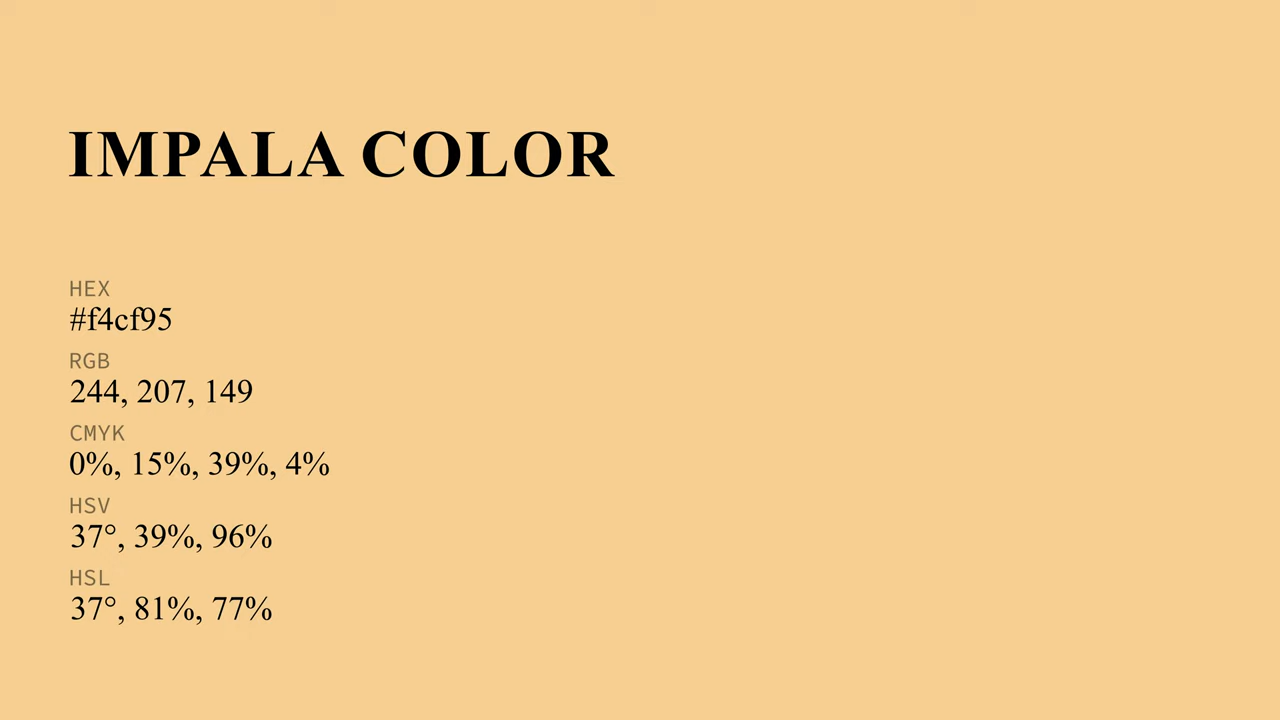 IMPALA COLOR
HEX
#f4cf95
RGB
244, 207, 149
CMYK
0%, 15%, 39%, 4%
HSV
37°, 39%, 96%
HSL
37°, 81%, 77%